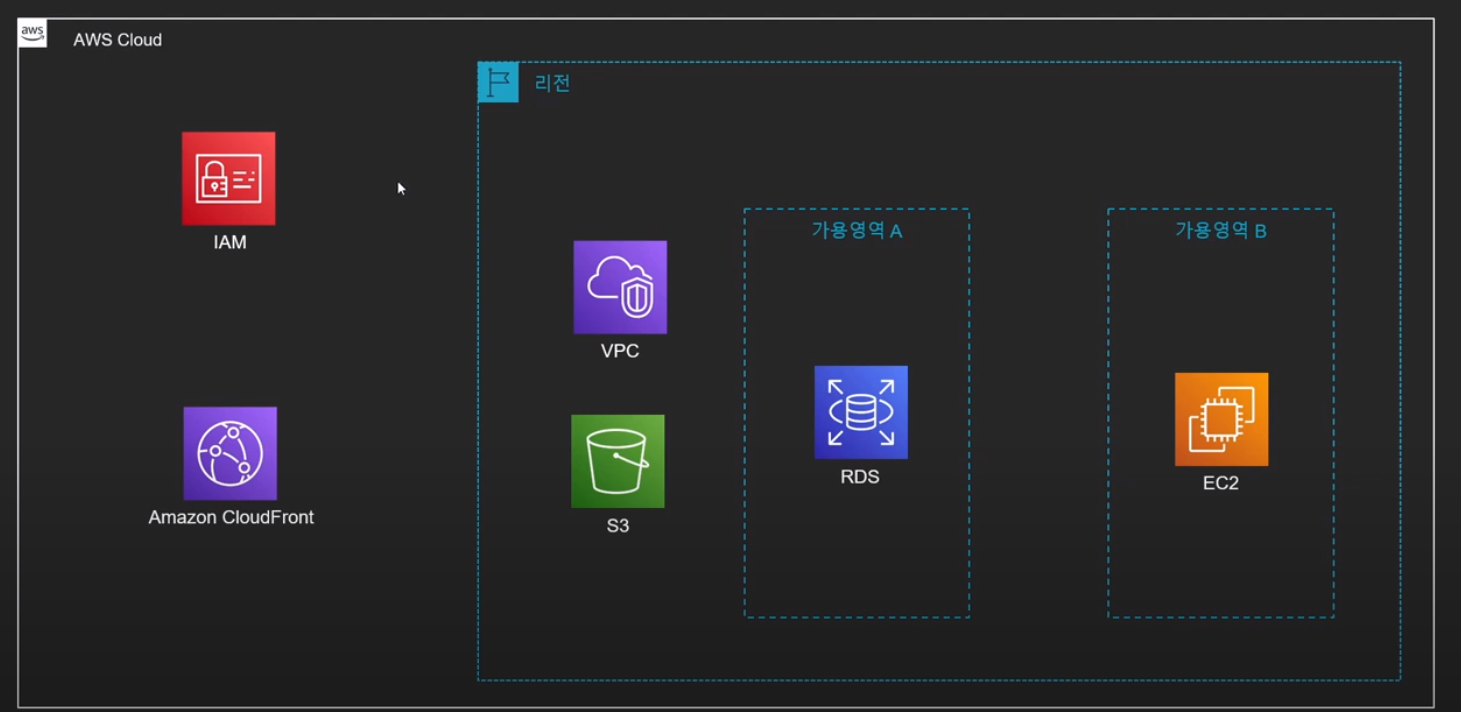 aws
AWS Cloud
리전
IAM
가용영역 A
가용영역 B
VPC
RDS
EC2
Amazon CloudFront
S3